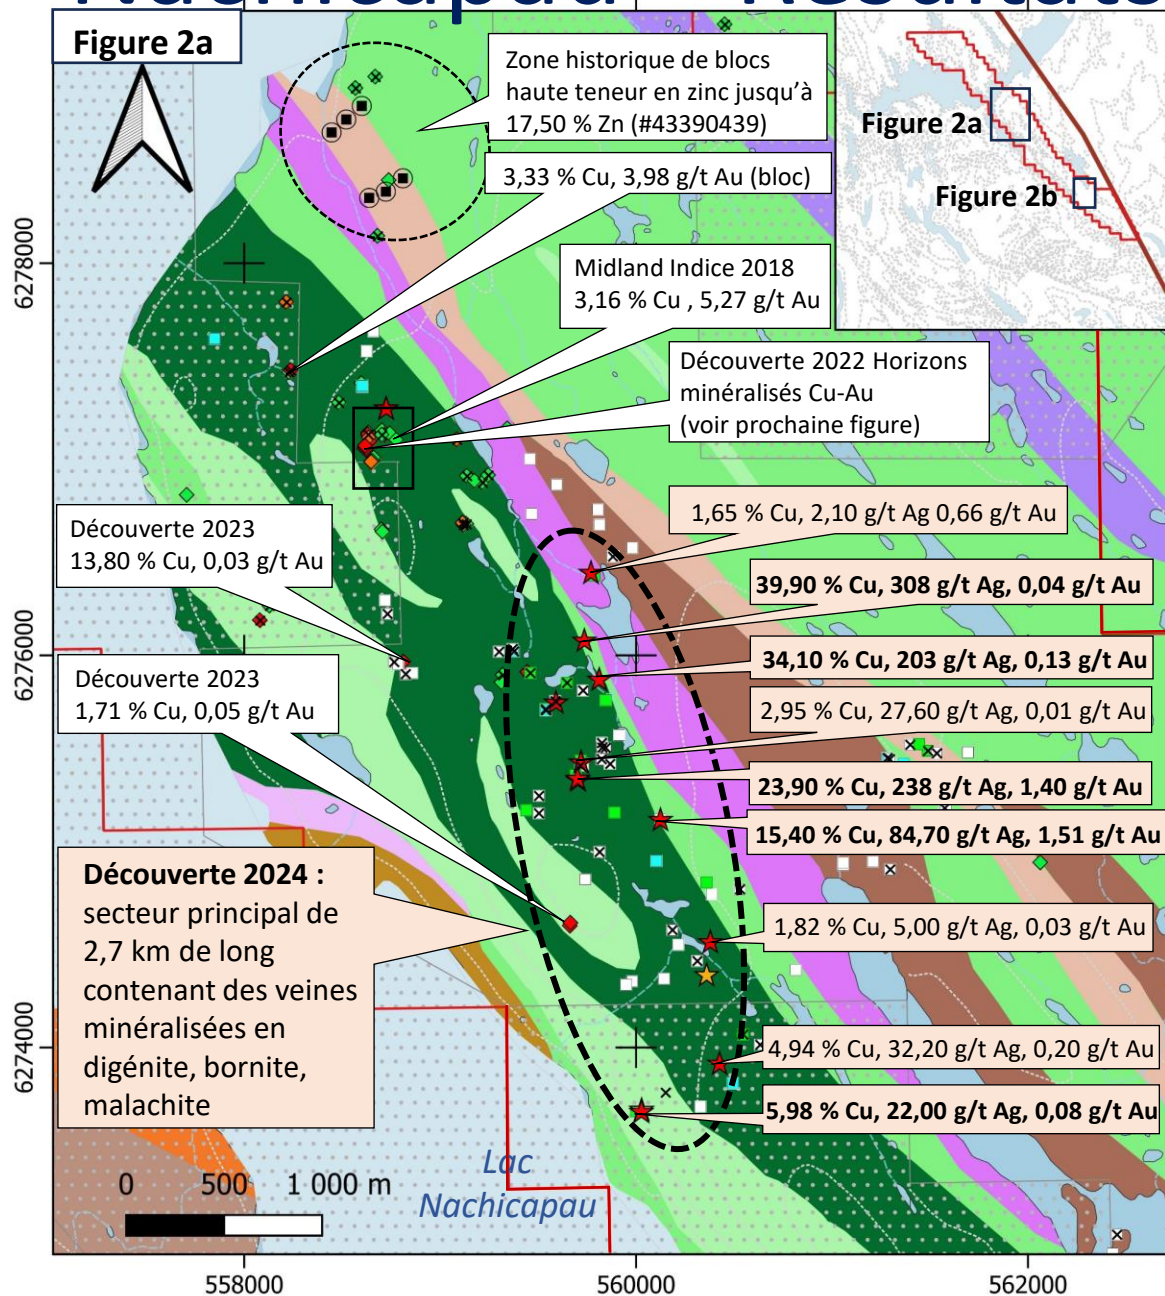 Figure 2a
Zone historique de blocs
haute teneur en zinc jusqu'à
17,50 % Zn (#43390439)
3,33 % Cu, 3,98 g/t Au (bloc)
Figure 2a
Figure 2b
Midland Indice 2018
3,16 % Cu , 5,27 g/t Au
Découverte 2022 Horizons
minéralisés Cu-Au
(voir prochaine figure)
1,65 % Cu, 2,10 g/t Ag 0,66 g/t Au
Découverte 2023
13,80 % Cu, 0,03 g/t Au
39,90 % Cu, 308 g/t Ag, 0,04 g/t Au
34,10 % Cu, 203 g/t Ag, 0,13 g/t Au
Découverte 2023
1,71 % Cu, 0,05 g/t Au
2,95 % Cu, 27,60 g/t Ag, 0,01 g/t Au
23,90 % Cu, 238 g/t Ag, 1,40 g/t Au
15,40 % Cu, 84,70 g/t Ag, 1,51 g/t Au
Découverte 2024 :
secteur principal de
2,7 km de long
contenant des veines
minéralisées en
digénite, bornite,
malachite
1,82 % Cu, 5,00 g/t Ag, 0,03 g/t Au
4,94 % Cu, 32,20 g/t Ag, 0,20 g/t Au
5,98 % Cu, 22,00 g/t Ag, 0,08 g/t Au
Lac
Nachicapau
0 500 1 000 m
6278000
6276000
6274000
558000 560000 562000